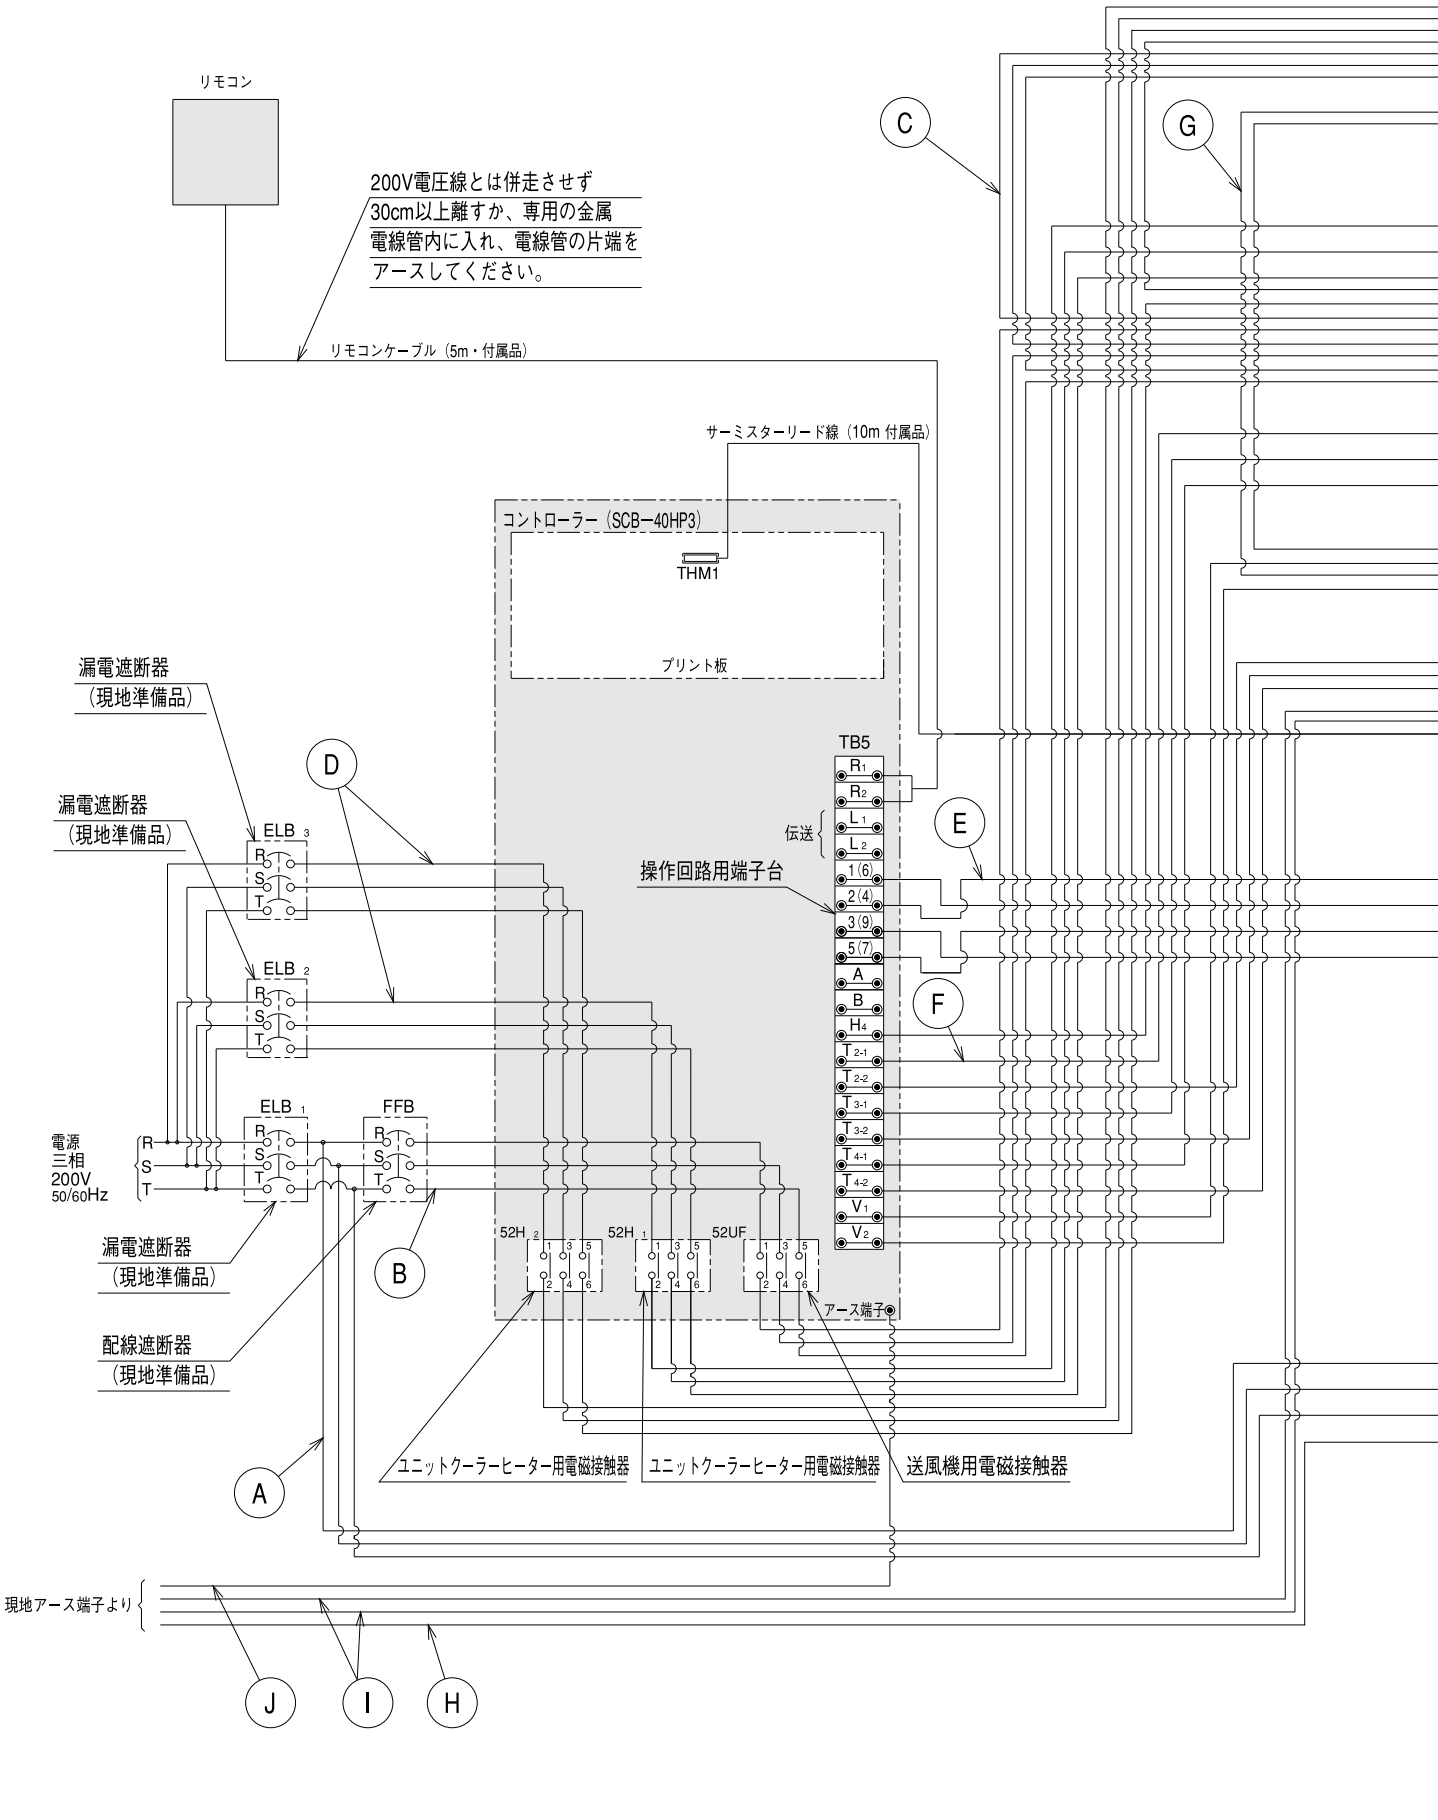 リモコン
C
G
200V電圧線とは併走させず
30cm以上離すか、専用の金属
電線管内に入れ、電線管の片端を
アースしてください。
リモコンケーブル（5m・付属品）
サーミスターリード線（10m 付属品）
コントローラー（SCB－40HP3）
THM1
プリント板
漏電遮断器
（現地準備品）
D
漏電遮断器
（現地準備品）
ELB 3
R
S
T
ELB 2
R
S
T
ELB 1
R
S
T
FFB
R
S
T
電源
三相
200V
50/60Hz
R
S
T
TB5
R1
R2
L1
L2
1(6)
2(4)
3(9)
5(7)
A
B
H4
T2-1
T2-2
T3-1
T3-2
T4-1
T4-2
V1
V2
伝送
操作回路用端子台
E
F
漏電遮断器
（現地準備品）
B
配線遮断器
（現地準備品）
52H 2
1 3 5
2 4 6
52H 1
1 3 5
2 4 6
52UF
1 3 5
2 4 6
アース端子
ユニットクーラーヒーター用電磁接触器
ユニットクーラーヒーター用電磁接触器
送風機用電磁接触器
A
現地アース端子より
J
I
H